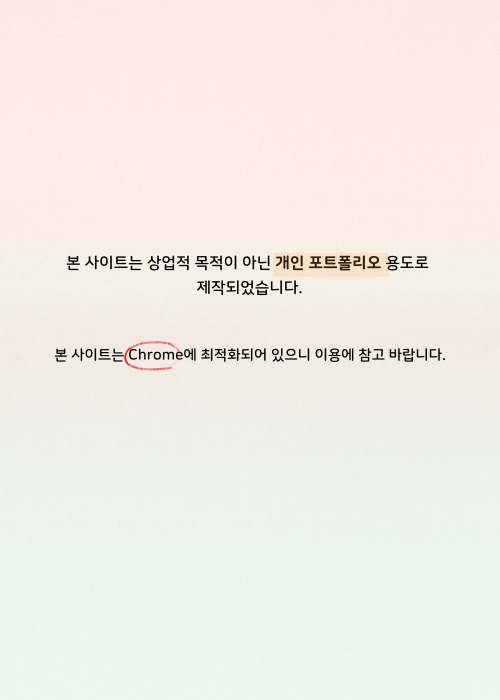 본 사이트는 상업적 목적이 아닌 개인 포트폴리오 용도로
제작되었습니다.
본 사이트는 Chrome에 최적화되어 있으니 이용에 참고 바랍니다.